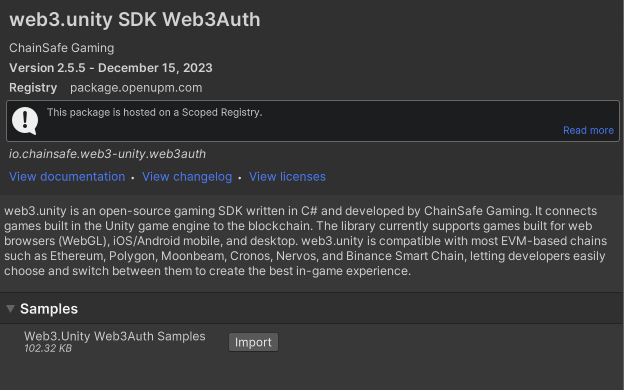 web3.unity SDK Web3Auth
ChainSafe Gaming
Version 2.5.5 - December 15, 2023
Registry package.openupm.com
This package is hosted on a Scoped Registry.
Read more
io.chainsafe.web3-unity.web3auth
View documentation • View changelog • View licenses
web3.unity is an open-source gaming SDK written in C# and developed by ChainSafe Gaming. It connects
games built in the Unity game engine to the blockchain. The library currently supports games built for web
browsers (WebGL), iOS/Android mobile, and desktop. web3.unity is compatible with most EVM-based chains
such as Ethereum, Polygon, Moonbeam, Cronos, Nervos, and Binance Smart Chain, letting developers easily
choose and switch between them to create the best in-game experience.
Samples
Web3.Unity Web3Auth Samples
Import
102.32 KB